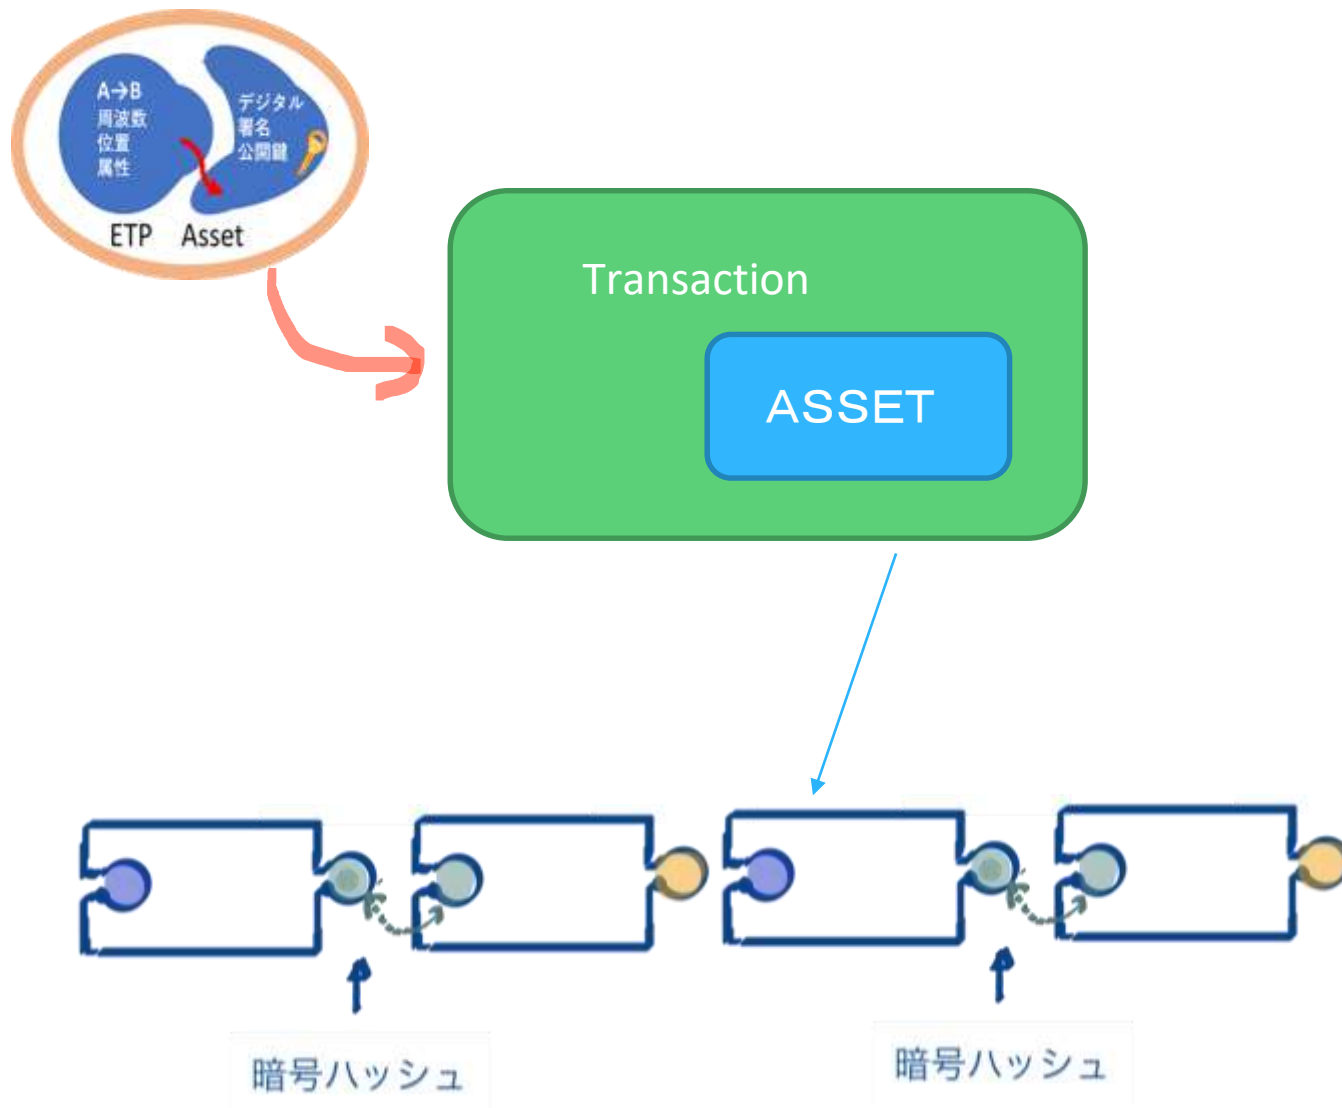 A→B
周波数
位置
属性
デジタル
署名
公開鍵
ETP Asset
Transaction
ASSET
暗号ハッシュ
暗号ハッシュ